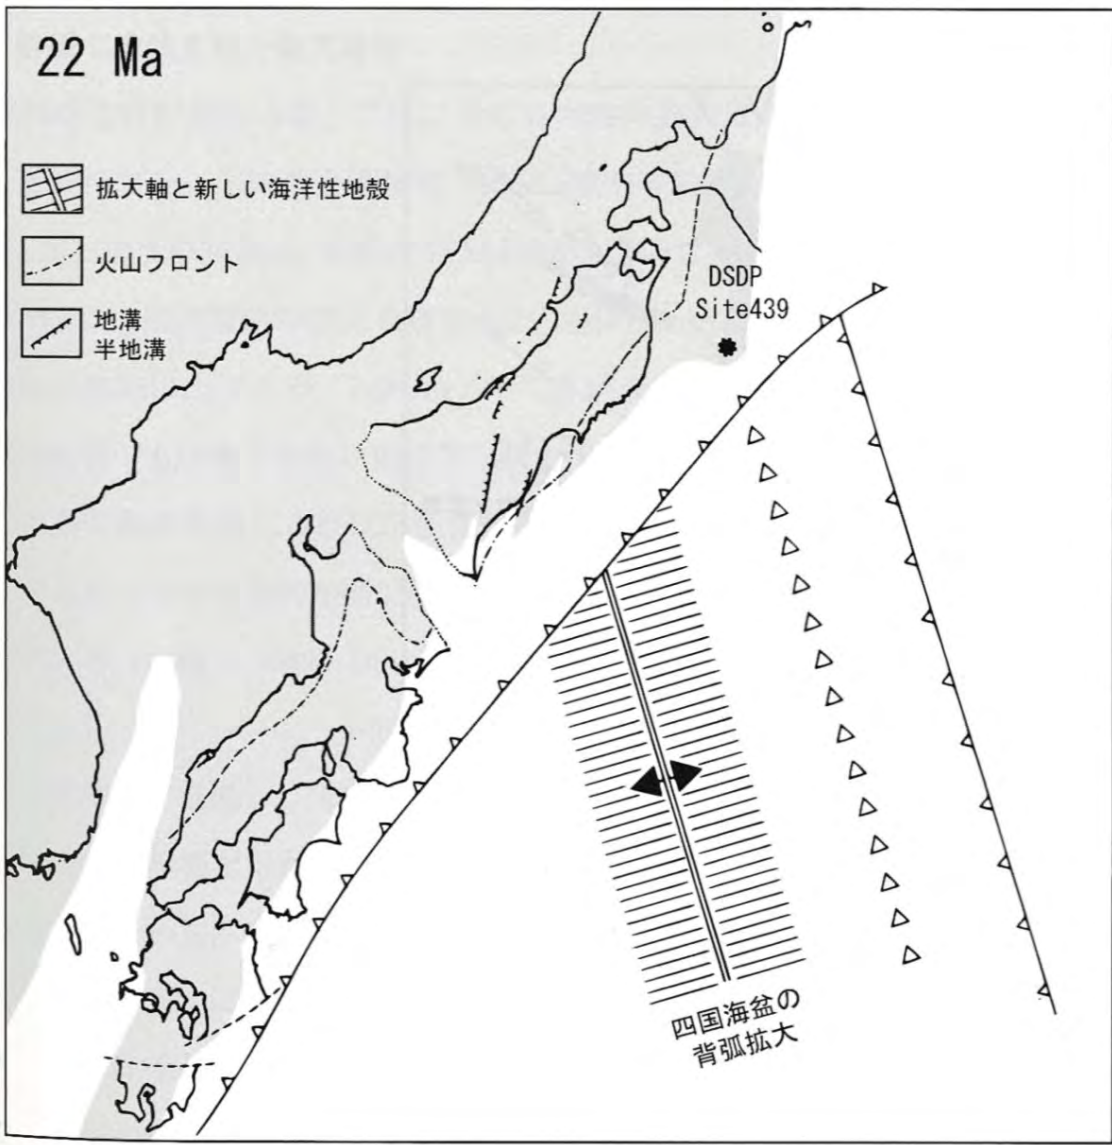 22 Ma
拡大軸と新しい海洋性地殻
火山フロント
地溝
半地溝
DSDP
Site439
四国海盆の
背弧拡大